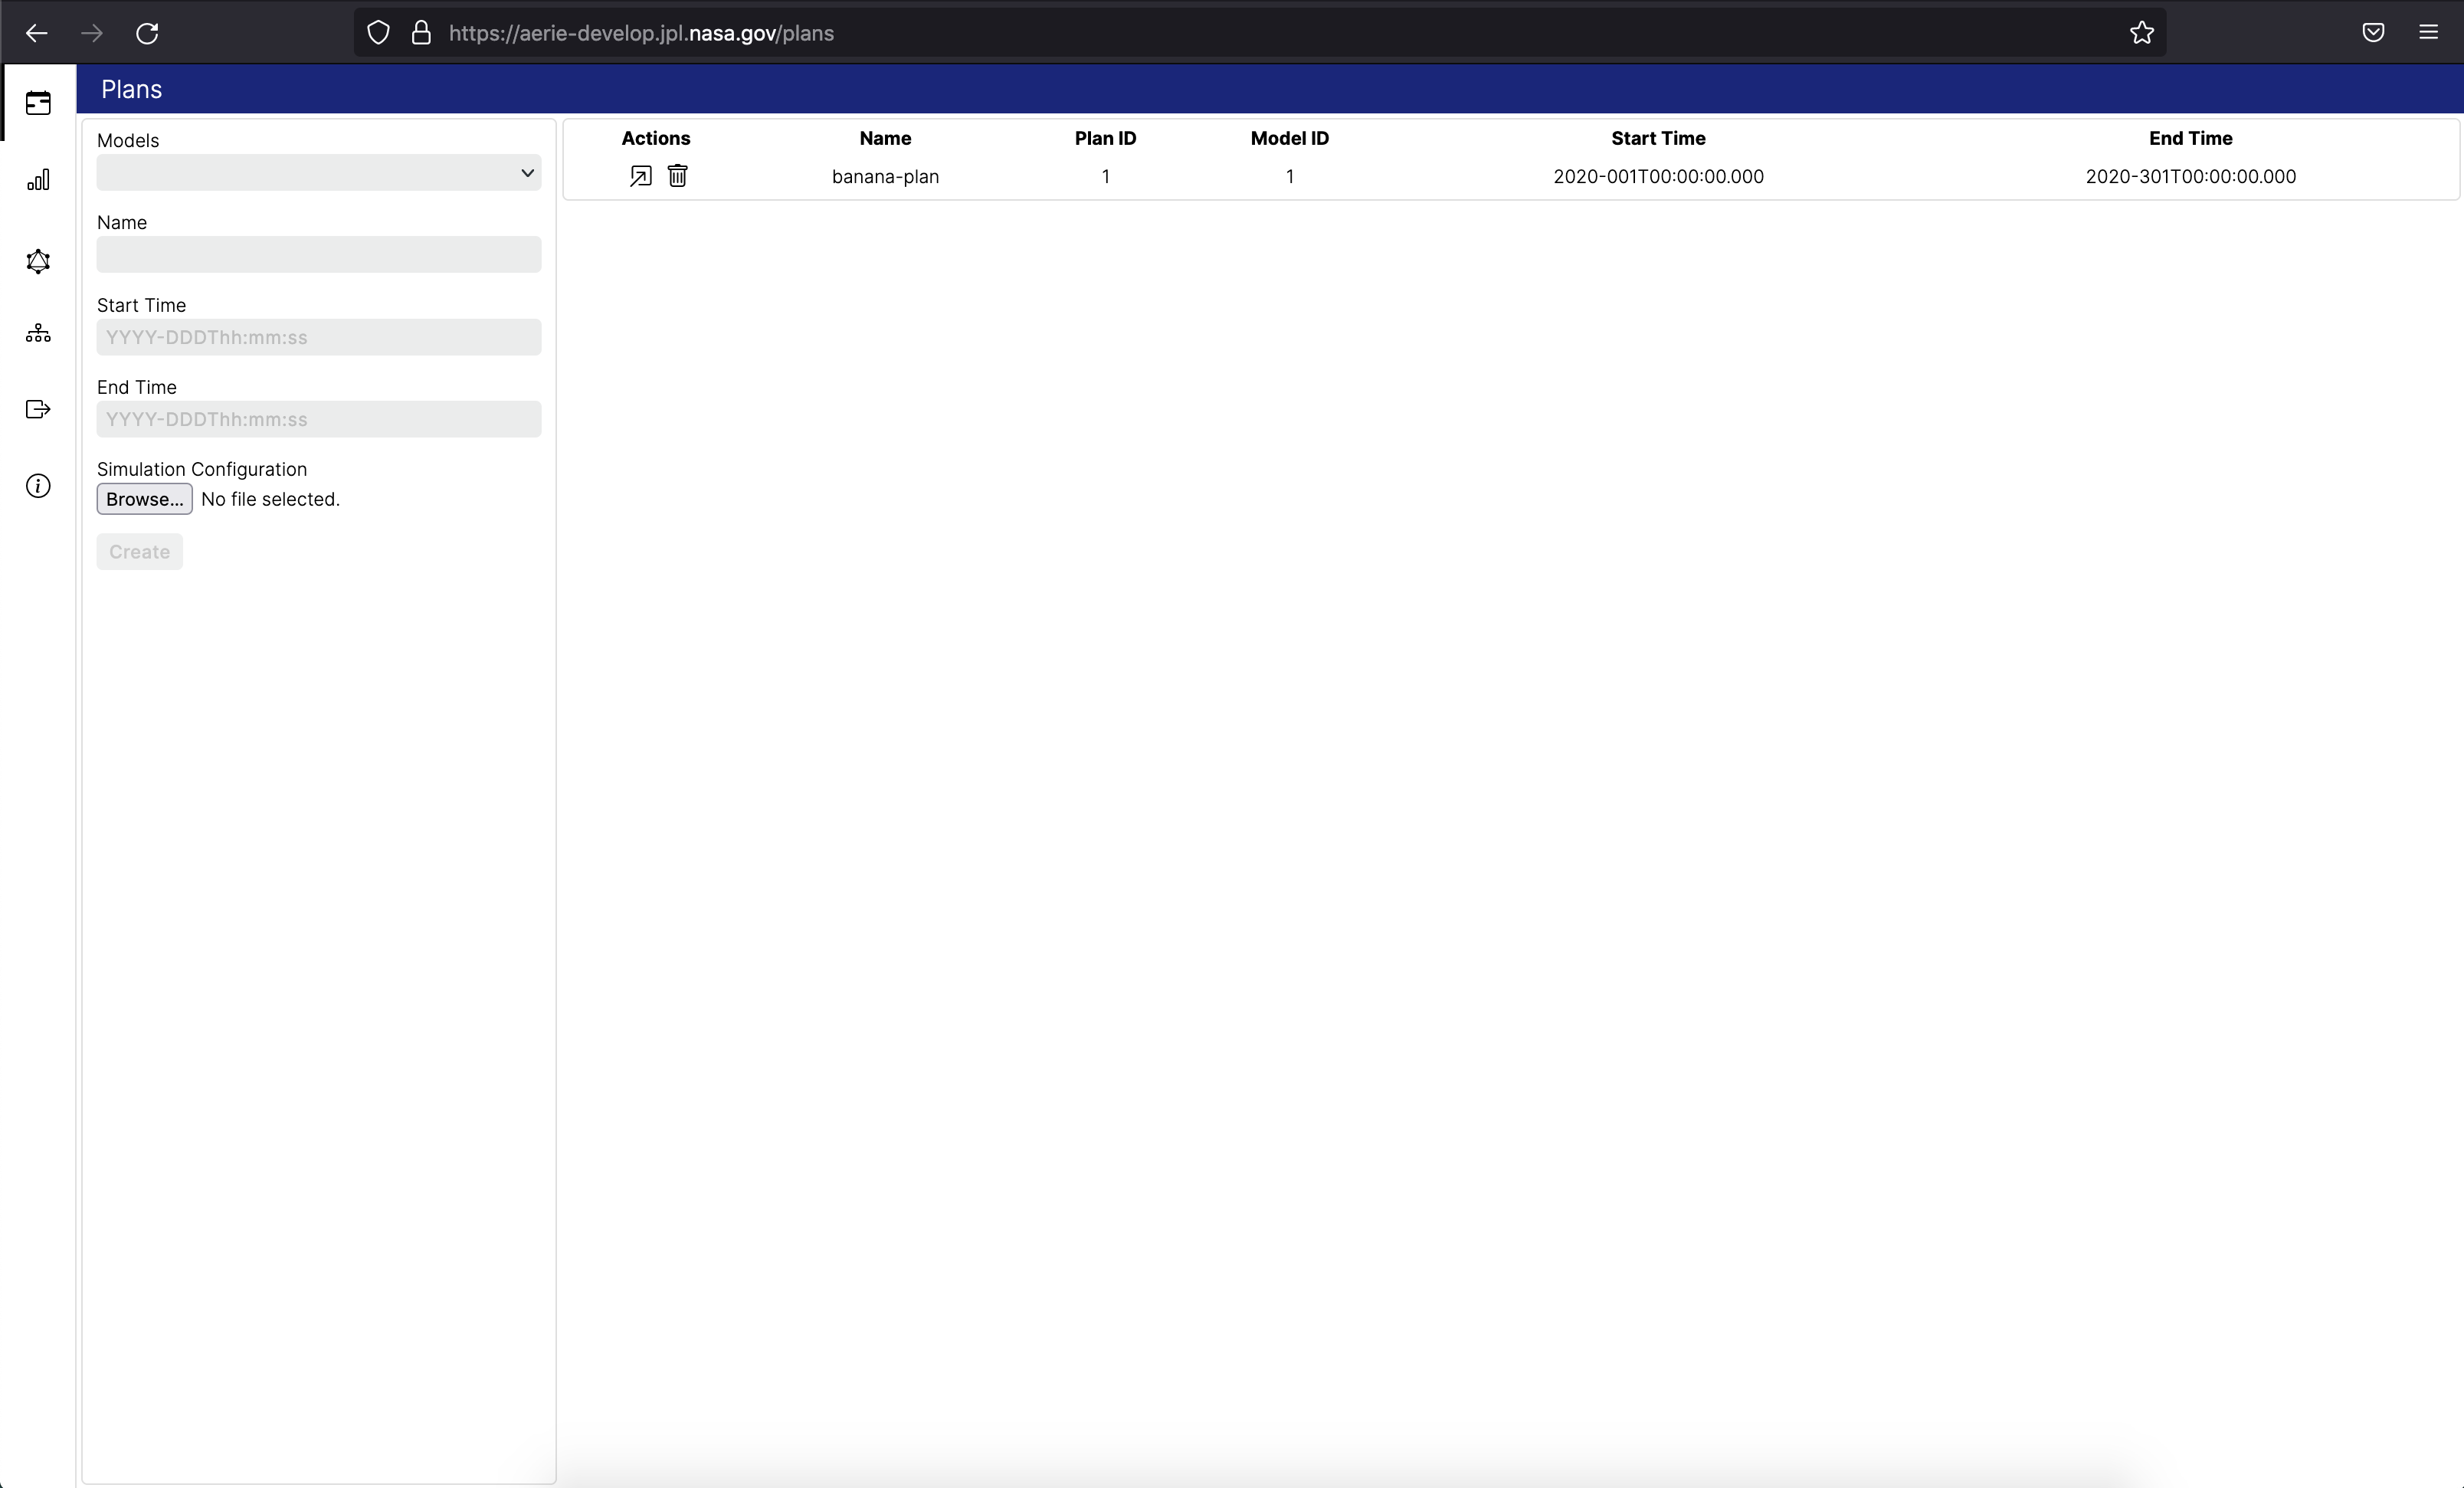 https://aerie-develop.jpl.nasa.gov/plans
Plans
Models
Name
Start Time
YYYY-DDDThh:mm:ss
End Time
YYYY-DDDThh:mm:ss
Simulation Configuration
Browse... No file selected.
Create
Actions Name Plan ID Model ID Start Time End Time
banana-plan 1 1 2020-001T00:00:00.000 2020-301T00:00:00.000